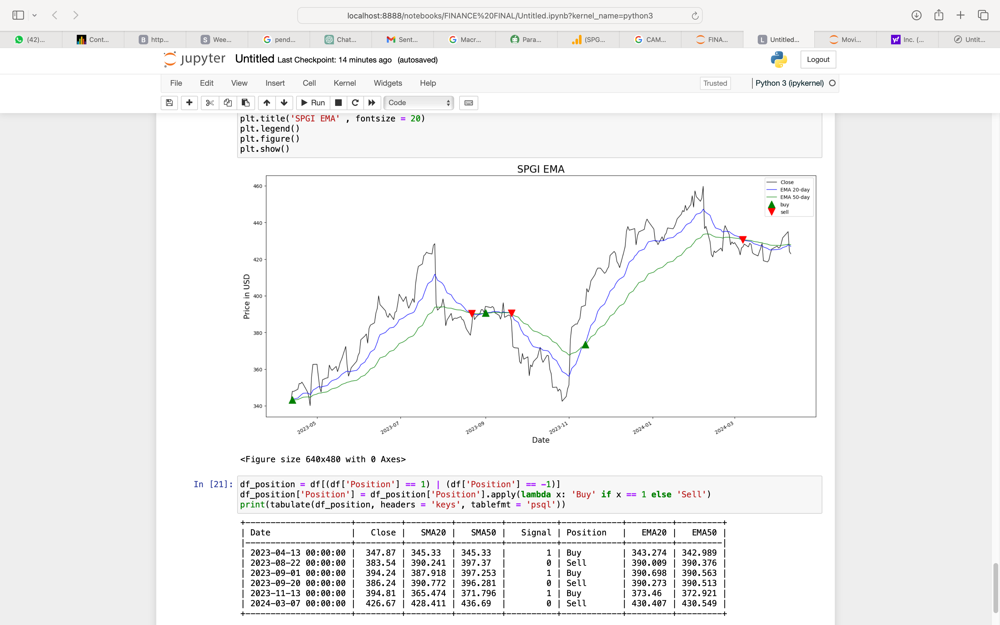 localhost:8888/notebooks/FINANCE%20FINAL/Untitled.ipynb?kernel_name=python3
(42)...
Cont...
B http...
S Wee...
G pend...
Chat...
Sent...
G Macr...
Para...
(SPG...
G CAM...
FINA...
L Untitled...
Movi...
y! Inc. (...
Untit...
jupyter Untitled Last Checkpoint: 14 minutes ago (autosaved)
Logout
File Edit View Insert Cell Kernel Widgets Help
Trusted
Python 3 (ipykernel)
Run
Code
plt.title('SPGI EMA' , fontsize = 20)
plt.legend()
plt.figure()
plt.show()
SPGI EMA
Close
EMA 20-day
EMA 50-day
buy
sell
460
440
420
400
380
360
340
Price in USD
2023-05
2023-07
2023-09
2023-11
2024-01
2024-03
Date
<Figure size 640x480 with 0 Axes>
In [21]:
df_position = df[(df['Position'] == 1) | (df['Position'] == -1)]
df_position['Position'] = df_position['Position'].apply(lambda x: 'Buy' if x == 1 else 'Sell')
print(tabulate(df_position, headers = 'keys', tablefmt = 'psql'))
+---------------------+---------+---------+---------+----------+------------+---------+---------+
| Date                |   Close |   SMA20 |   SMA50 |   Signal | Position   |   EMA20 |   EMA50 |
|---------------------+---------+---------+---------+----------+------------+---------+---------|
| 2023-04-13 00:00:00 |  347.87 | 345.33  | 345.33  |        1 | Buy        | 343.274 | 342.989 |
| 2023-08-22 00:00:00 |  383.54 | 390.241 | 397.37  |        0 | Sell       | 390.009 | 390.376 |
| 2023-09-01 00:00:00 |  394.24 | 387.918 | 397.253 |        1 | Buy        | 390.698 | 390.563 |
| 2023-09-20 00:00:00 |  386.24 | 390.772 | 396.281 |        0 | Sell       | 390.273 | 390.513 |
| 2023-11-13 00:00:00 |  394.81 | 365.474 | 371.796 |        1 | Buy        | 373.46  | 372.921 |
| 2024-03-07 00:00:00 |  426.67 | 428.411 | 436.69  |        0 | Sell       | 430.407 | 430.549 |
+---------------------+---------+---------+---------+----------+------------+---------+---------+